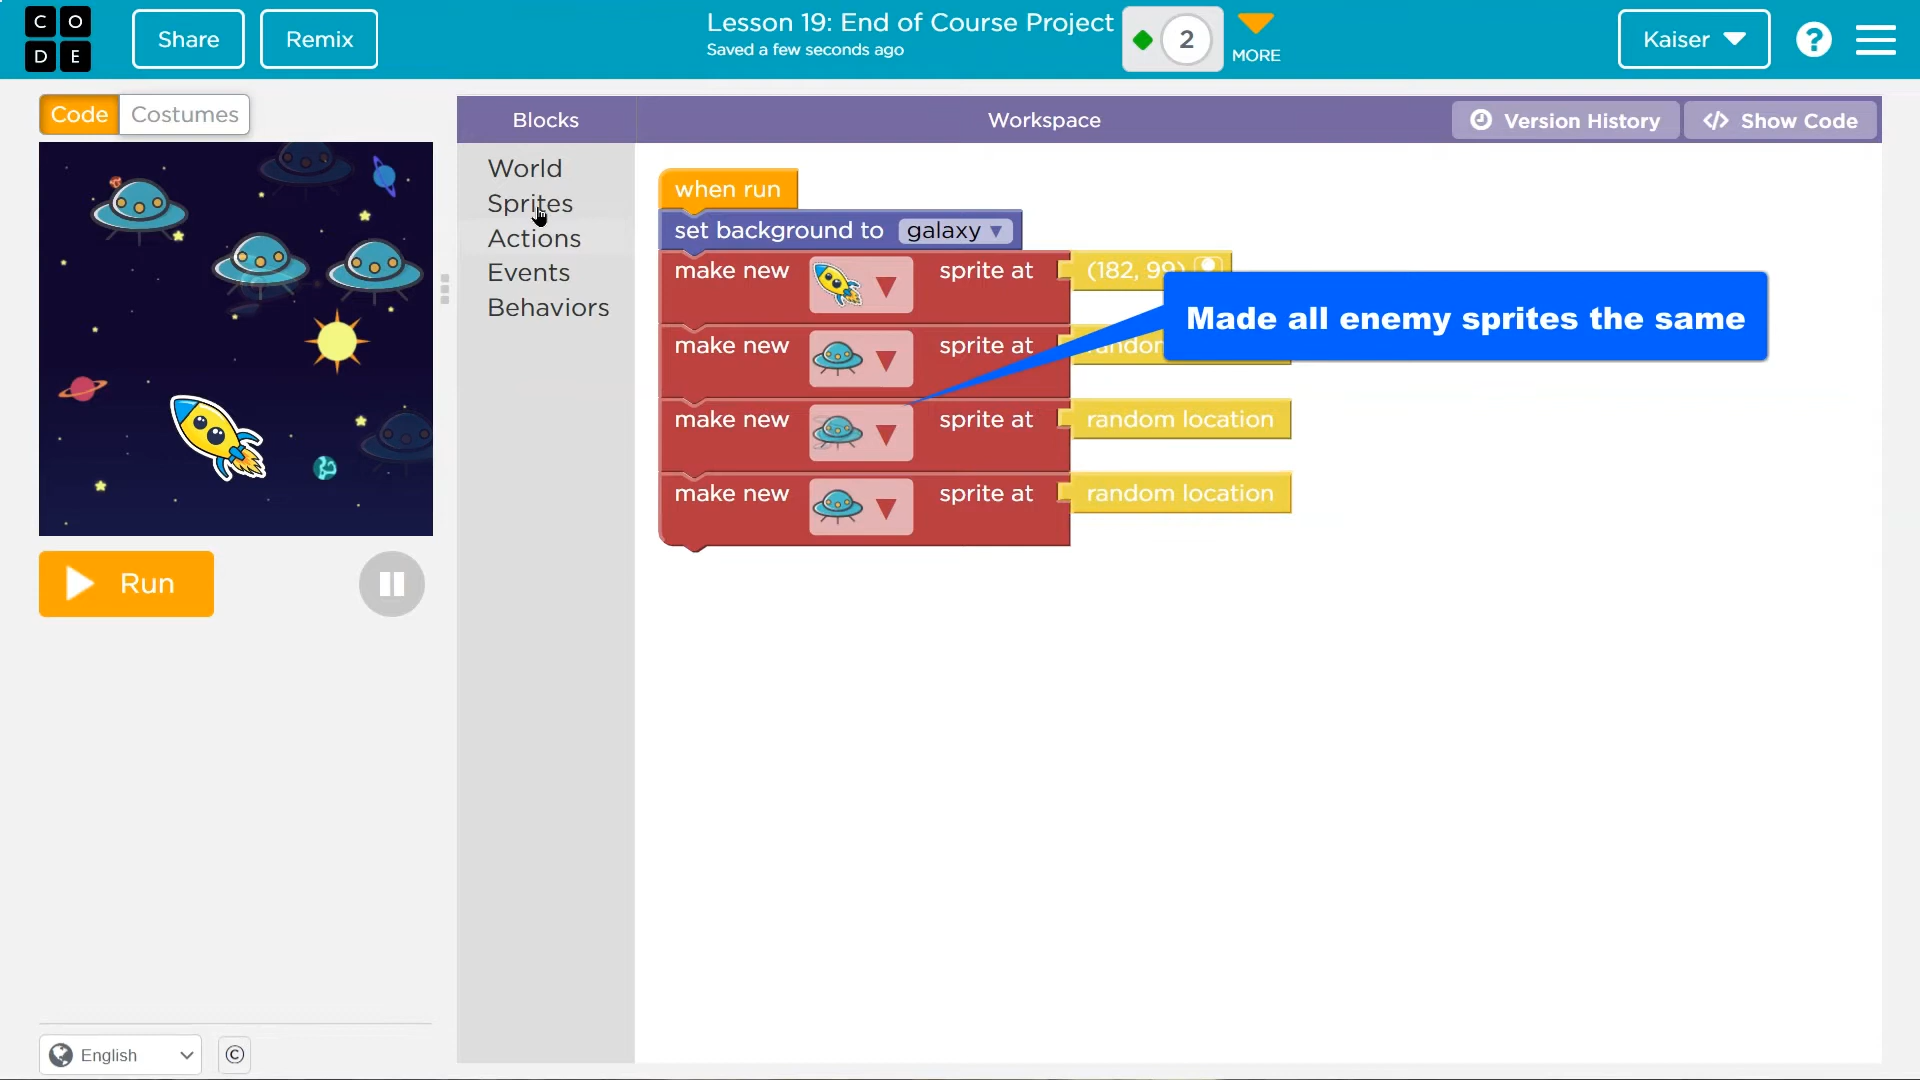 C O
D E
Share
Remix
Lesson 19: End of Course Project
Saved a few seconds ago
2
MORE
Kaiser
?
Code
Costumes
Blocks
Workspace
Version History
Show Code
World
Sprites
Actions
Events
Behaviors
when run
set background to galaxy
make new sprite at (182, 99)
make new sprite at
make new sprite at random location
make new sprite at random location
Made all enemy sprites the same
Run
English
©